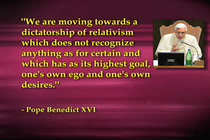 "We are moving towards a
dictatorship of relativism
which does not recognize
anything as for certain and
which has as its highest goal,
one's own ego and one's own
desires."
- Pope Benedict XVI